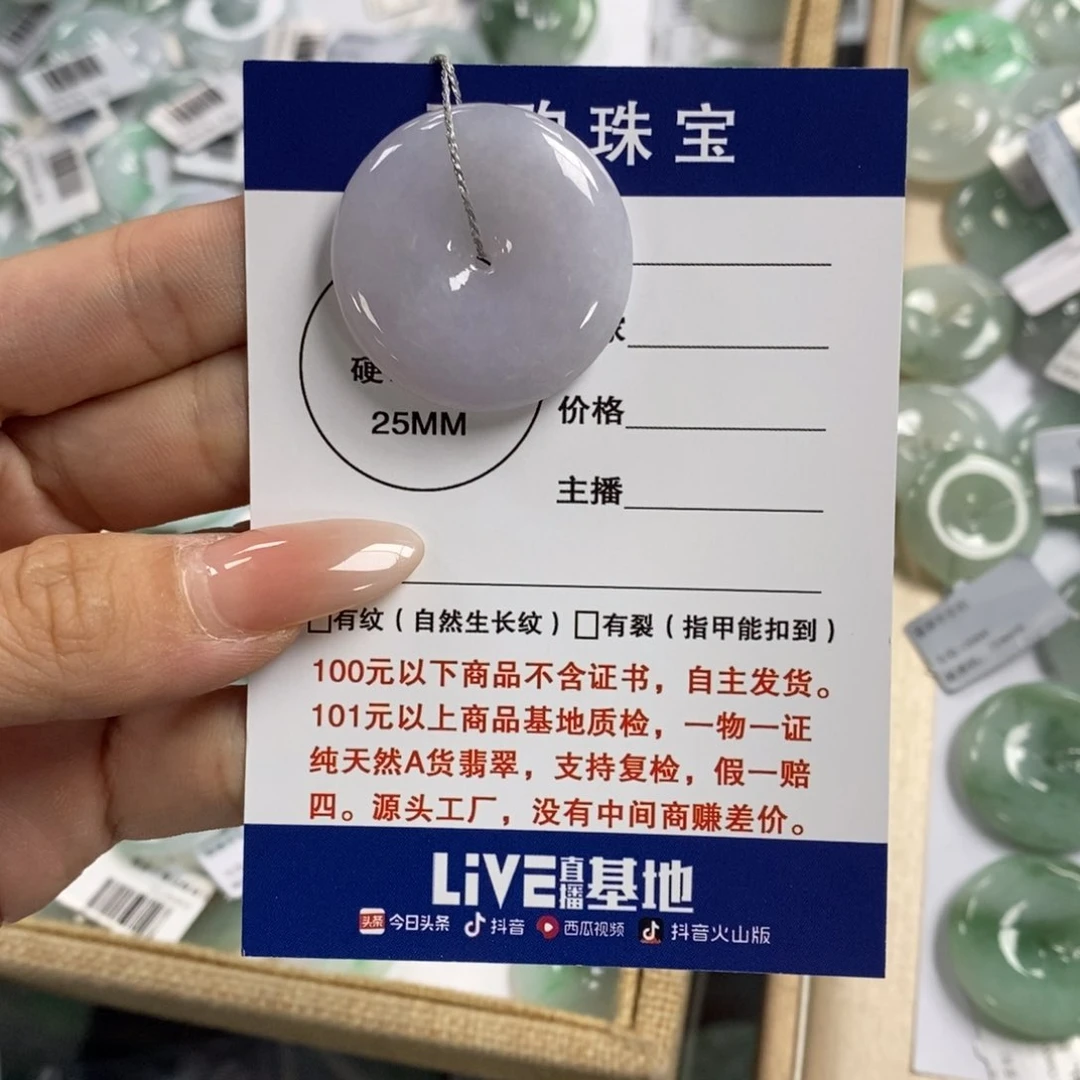 珠宝
硬
25MM
价格
主播
□有纹（自然生长纹）□有裂（指甲能扣到）
100元以下商品不含证书，自主发货。
101元以上商品基地质检，一物一证
纯天然A货翡翠，支持复检，假一赔
四。源头工厂，没有中间商赚差价。
LiVE直播基地
头条 今日头条 抖音 西瓜视频 抖音火山版